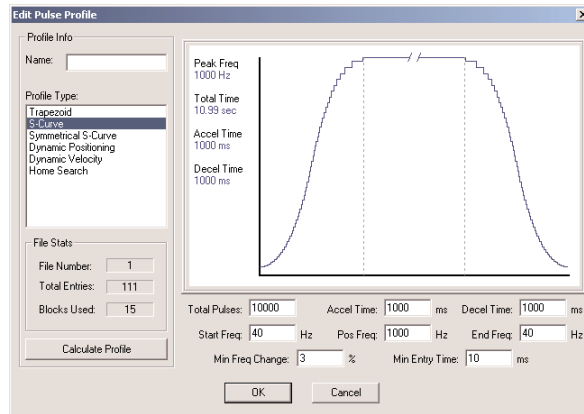 Edit Pulse Profile
Profile Info
Name:
Profile Type:
Trapezoid
S-Curve
Symmetrical S-Curve
Dynamic Positioning
Dynamic Velocity
Home Search
File Stats
File Number: 1
Total Entries: 111
Blocks Used: 15
Calculate Profile
Peak Freq
1000 Hz
Total Time
10.99 sec
Accel Time
1000 ms
Decel Time
1000 ms
Total Pulses: 10000 Accel Time: 1000 ms Decel Time: 1000 ms
Start Freq: 40 Hz Pos Freq: 1000 Hz End Freq: 40 Hz
Min Freq Change: 3 % Min Entry Time: 10 ms
OK Cancel